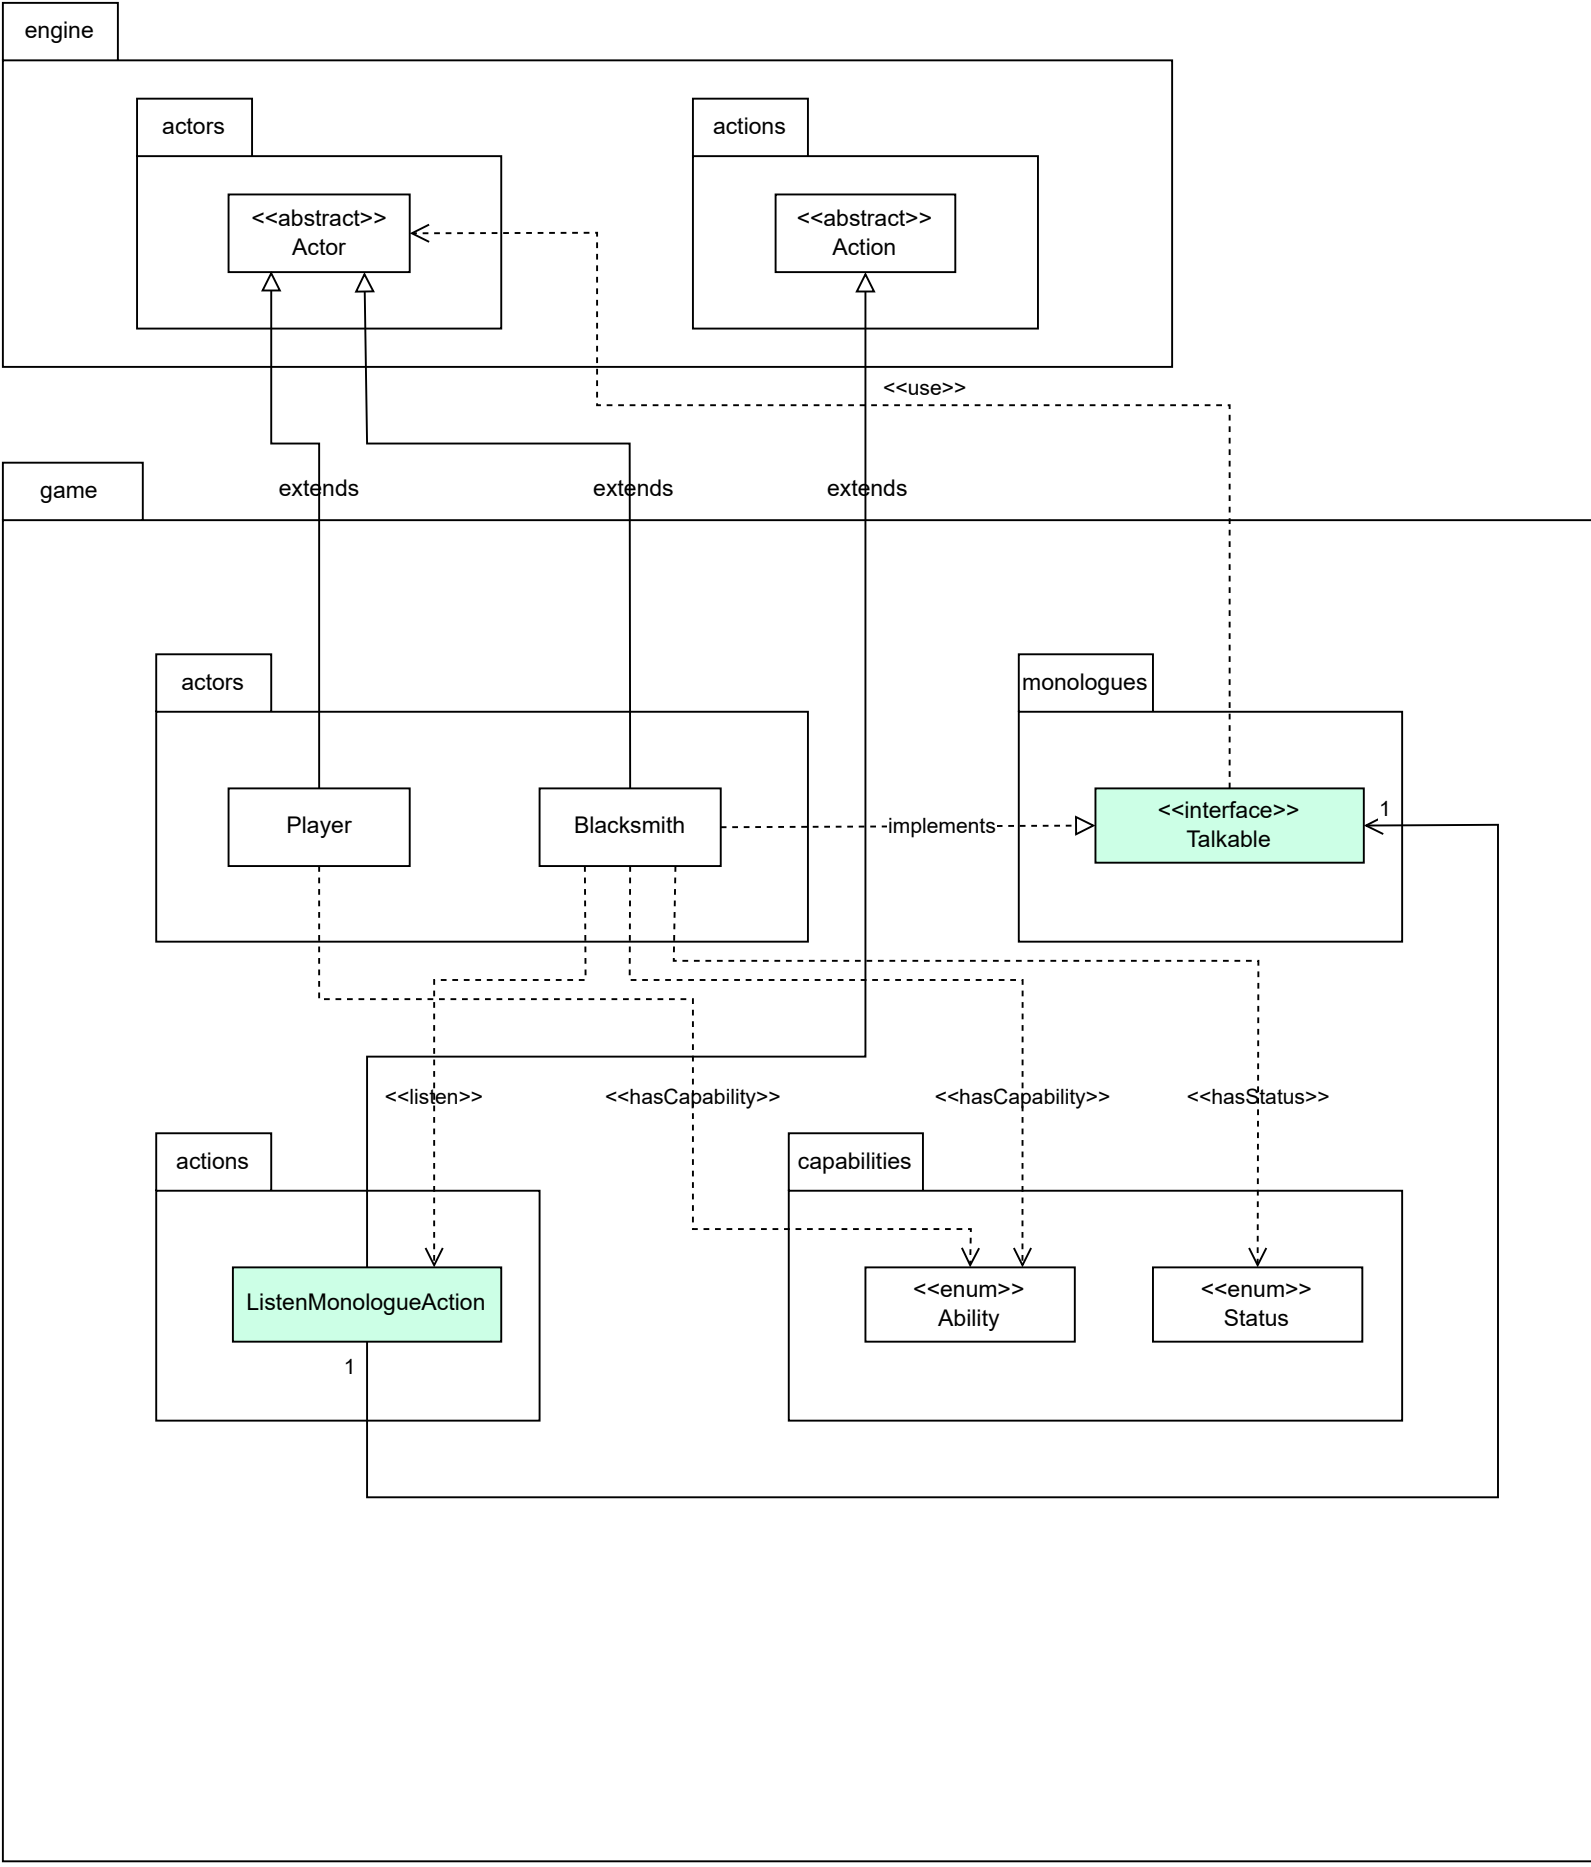 engine
actors
actions
<<abstract>>
Actor
<<abstract>>
Action
<<use>>
game
extends
extends
extends
actors
monologues
Player
Blacksmith
implements
<<interface>>
Talkable
1
<<listen>>
<<hasCapability>>
<<hasCapability>>
<<hasStatus>>
actions
capabilities
ListenMonologueAction
<<enum>>
Ability
<<enum>>
Status
1